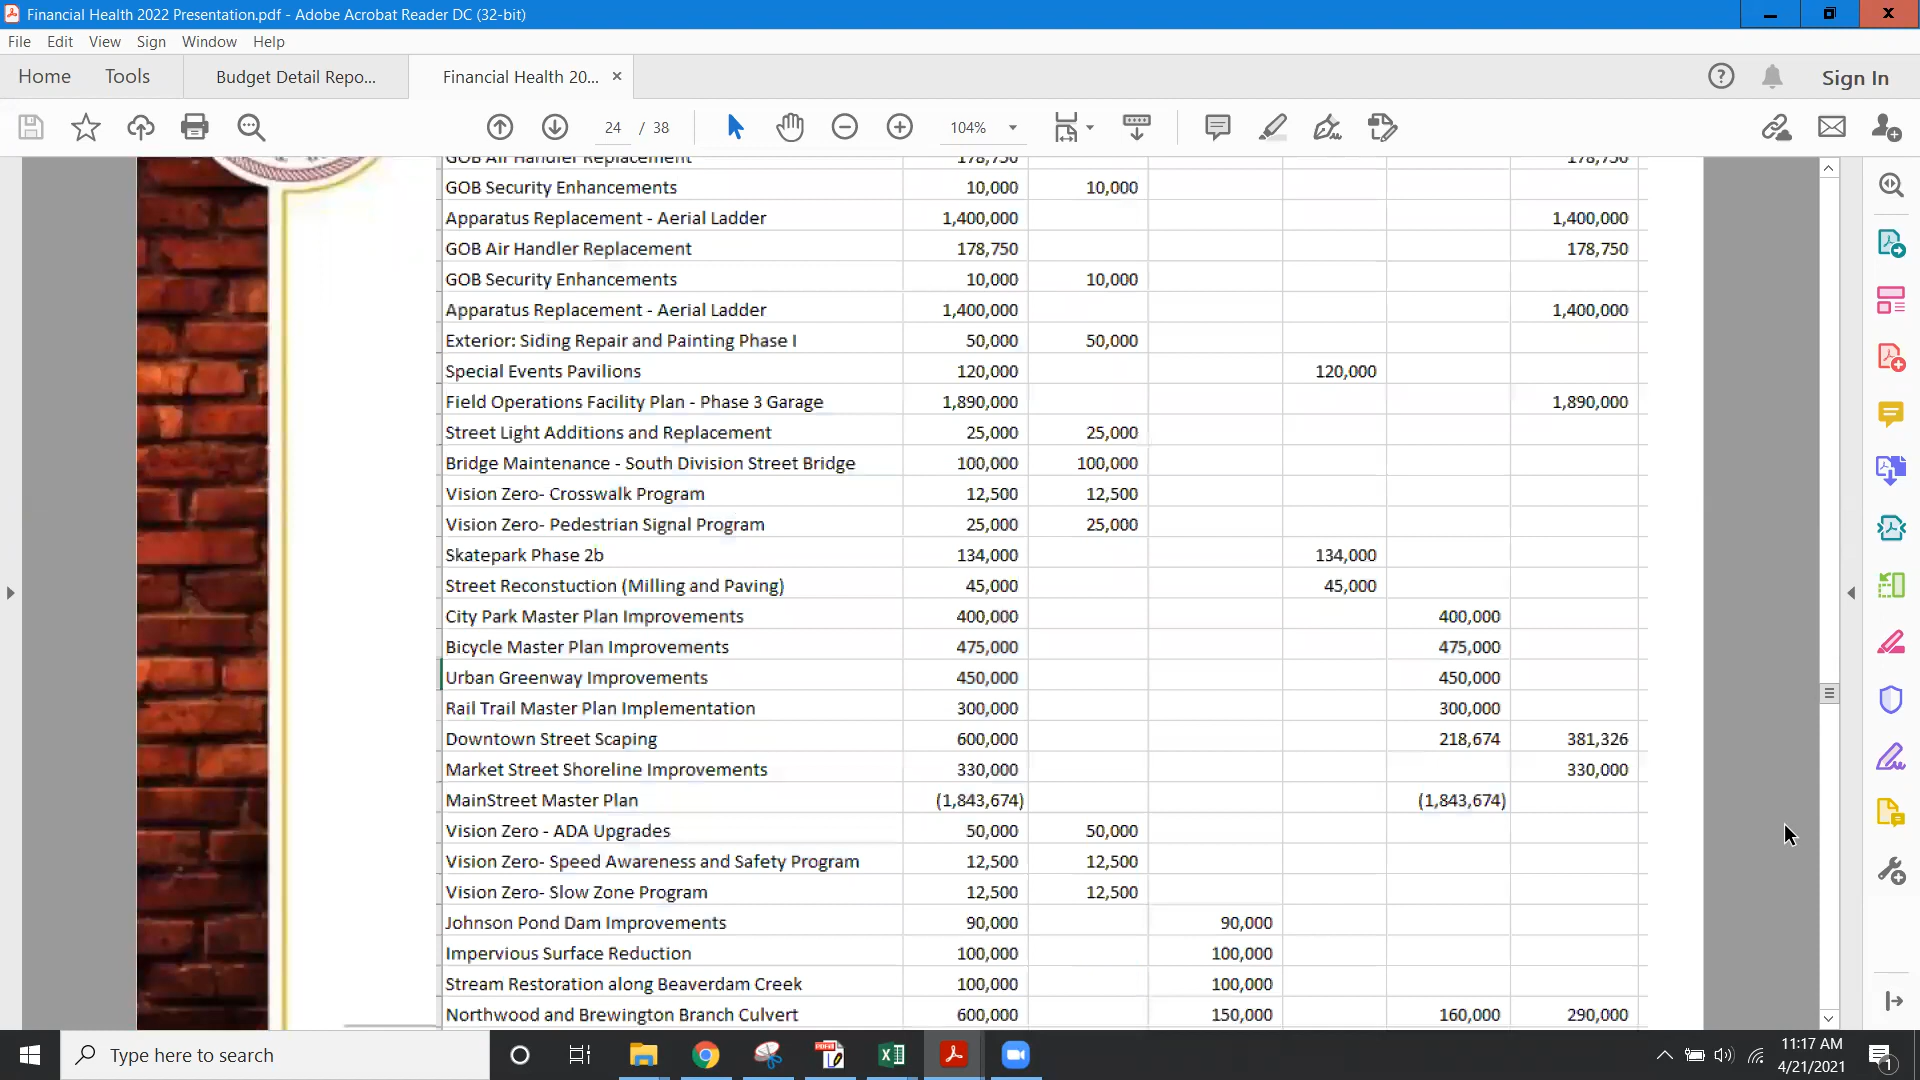 Financial Health 2022 Presentation.pdf - Adobe Acrobat Reader DC (32-bit)
File Edit View Sign Window Help
Home Tools Budget Detail Repo... Financial Health 20... × Sign In
24 / 38 104%
GOB Air Handler Replacement 178,750 178,750
GOB Security Enhancements 10,000 10,000
Apparatus Replacement - Aerial Ladder 1,400,000 1,400,000
GOB Air Handler Replacement 178,750 178,750
GOB Security Enhancements 10,000 10,000
Apparatus Replacement - Aerial Ladder 1,400,000 1,400,000
Exterior: Siding Repair and Painting Phase I 50,000 50,000
Special Events Pavilions 120,000 120,000
Field Operations Facility Plan - Phase 3 Garage 1,890,000 1,890,000
Street Light Additions and Replacement 25,000 25,000
Bridge Maintenance - South Division Street Bridge 100,000 100,000
Vision Zero- Crosswalk Program 12,500 12,500
Vision Zero- Pedestrian Signal Program 25,000 25,000
Skatepark Phase 2b 134,000 134,000
Street Reconstuction (Milling and Paving) 45,000 45,000
City Park Master Plan Improvements 400,000 400,000
Bicycle Master Plan Improvements 475,000 475,000
Urban Greenway Improvements 450,000 450,000
Rail Trail Master Plan Implementation 300,000 300,000
Downtown Street Scaping 600,000 218,674 381,326
Market Street Shoreline Improvements 330,000 330,000
MainStreet Master Plan (1,843,674) (1,843,674)
Vision Zero - ADA Upgrades 50,000 50,000
Vision Zero- Speed Awareness and Safety Program 12,500 12,500
Vision Zero- Slow Zone Program 12,500 12,500
Johnson Pond Dam Improvements 90,000 90,000
Impervious Surface Reduction 100,000 100,000
Stream Restoration along Beaverdam Creek 100,000 100,000
Northwood and Brewington Branch Culvert 600,000 150,000 160,000 290,000
Type here to search
11:17 AM
4/21/2021
1